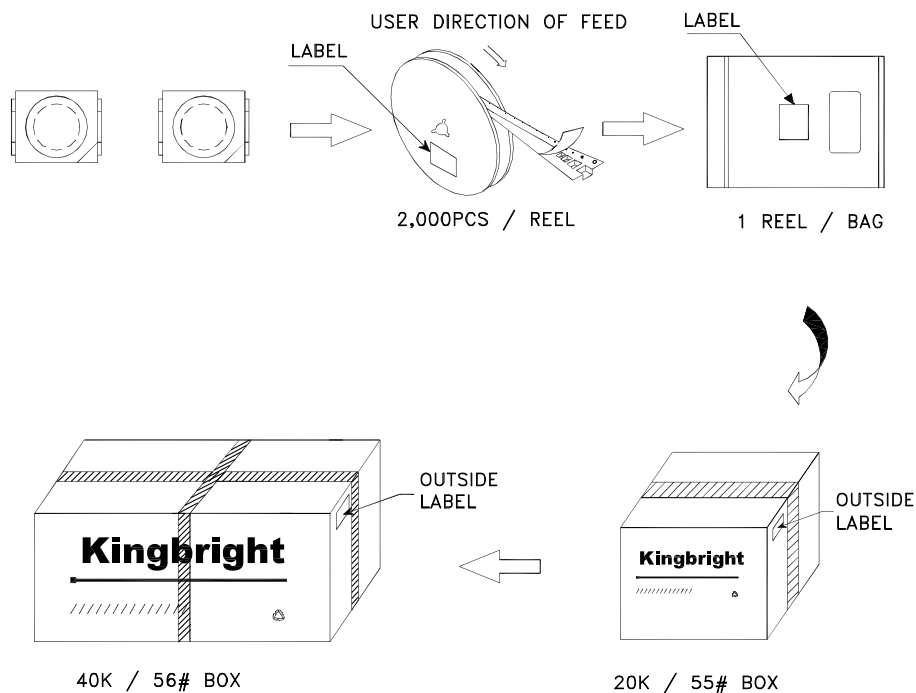 USER DIRECTION OF FEED
LABEL
LABEL
2,000PCS / REEL
1 REEL / BAG
OUTSIDE
LABEL
Kingbright
40K / 56# BOX
OUTSIDE
LABEL
Kingbright
20K / 55# BOX